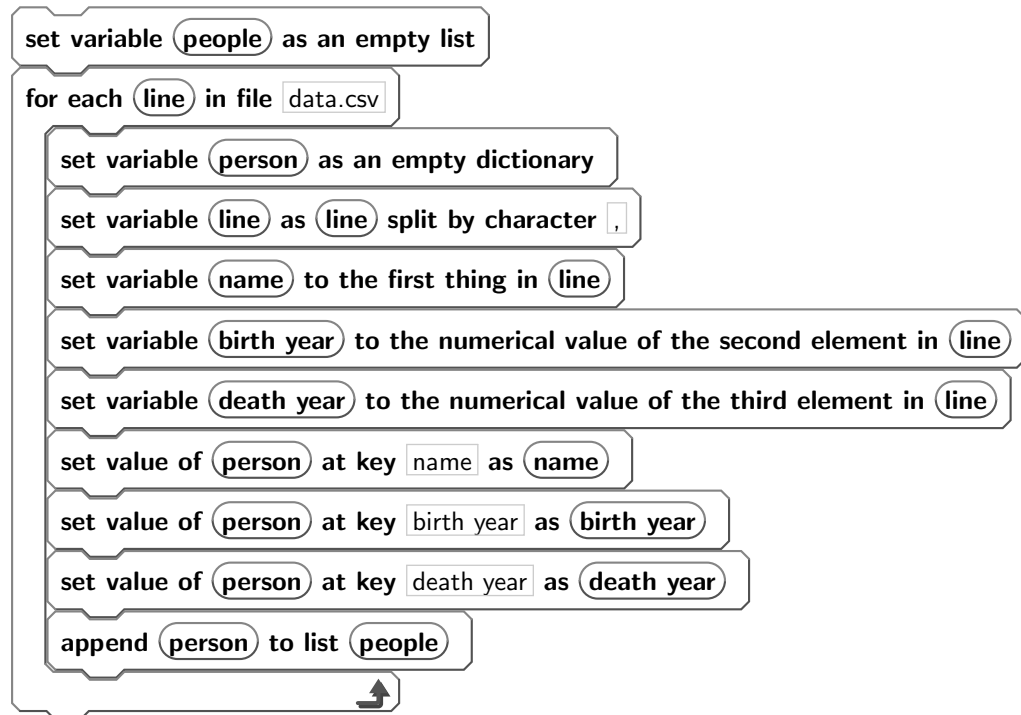 set variable people as an empty list
for each line in file data.csv
set variable person as an empty dictionary
set variable line as line split by character ,
set variable name to the first thing in line
set variable birth year to the numerical value of the second element in line
set variable death year to the numerical value of the third element in line
set value of person at key name as name
set value of person at key birth year as birth year
set value of person at key death year as death year
append person to list people